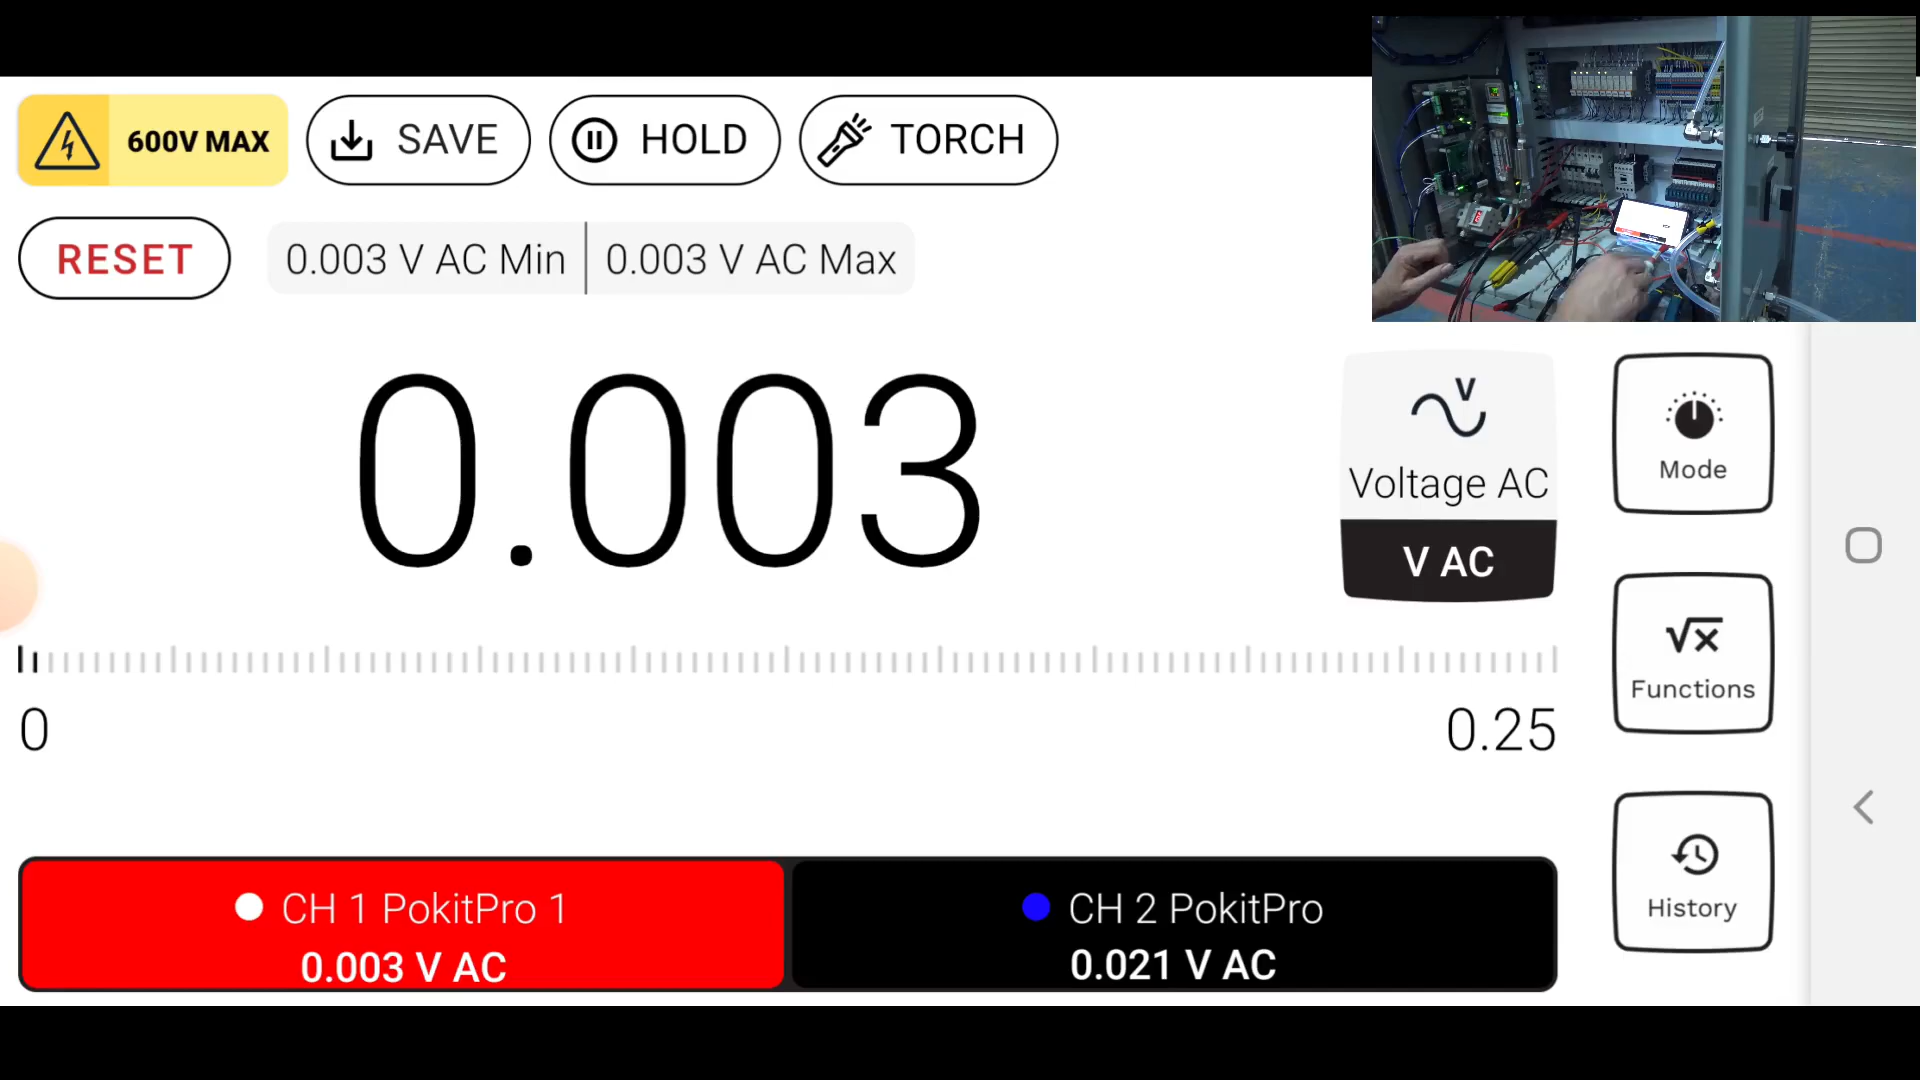 600V MAX
SAVE
HOLD
TORCH
RESET
0.003 V AC Min
0.003 V AC Max
0.003
V
Voltage AC
V AC
Mode
√x
Functions
0
0.25
History
CH 1 PokitPro 1
0.003 V AC
CH 2 PokitPro
0.021 V AC